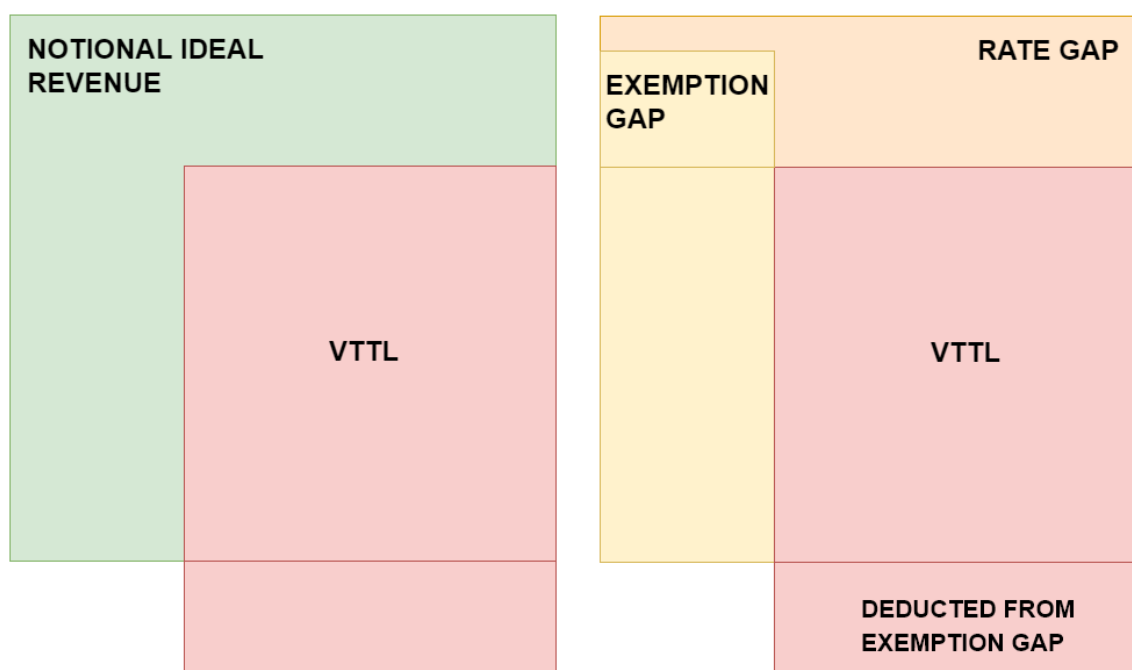 NOTIONAL IDEAL
REVENUE
VTTL
RATE GAP
EXEMPTION
GAP
VTTL
DEDUCTED FROM
EXEMPTION GAP